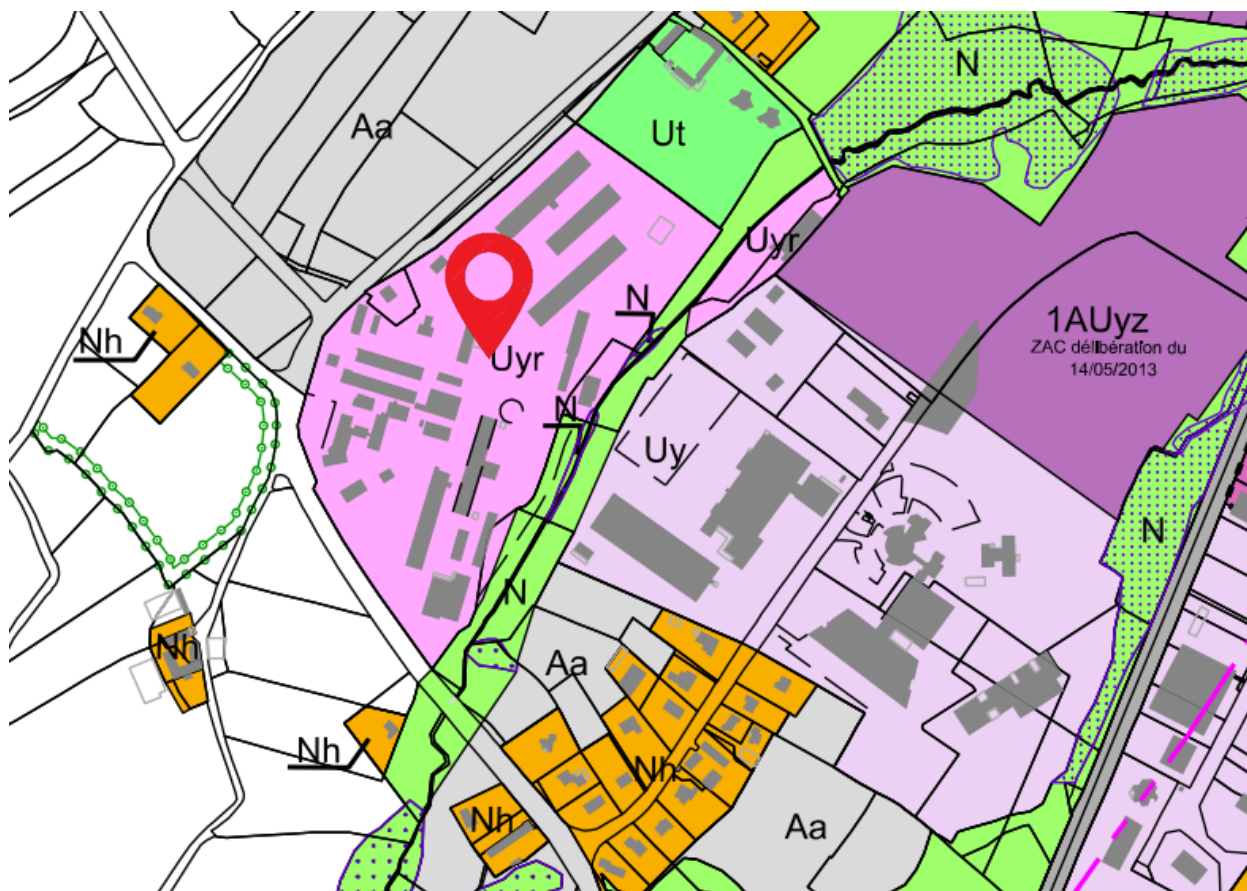 N
Aa
Ut
Uyr
N
1AUyz
ZAC délibération du
14/05/2013
Nh
Uyr
N
Uy
N
N
Nh
Aa
Nh
Nh
Nh
Aa